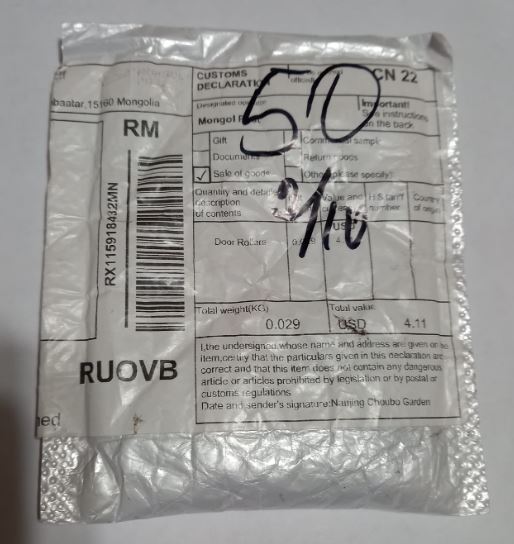 CUSTOMS
DECLARATION
CN 22
baatar,15160 Mongolia
Designated
Important!
See instructions
on the back
RM
Mongol
50
Gift
Commercial sample
Documents
Returned goods
✓ Sale of goods
Other(please specify):
Quantity and detailed
description
of contents
Value and
H.S.tariff
number
Country
of origin
USD
2/10
RX115918432MN
Door Rollers
Total weight(KG)
Total value
0.029
USD 4.11
I,the undersigned,whose name and address are given on the
item,certify that the particulars given in this declaration are
correct and that this item does not contain any dangerous
article or articles prohibited by legislation or by postal or
customs regulations
Date and sender's signature:Nanjing Choubo Garden
RUOVB